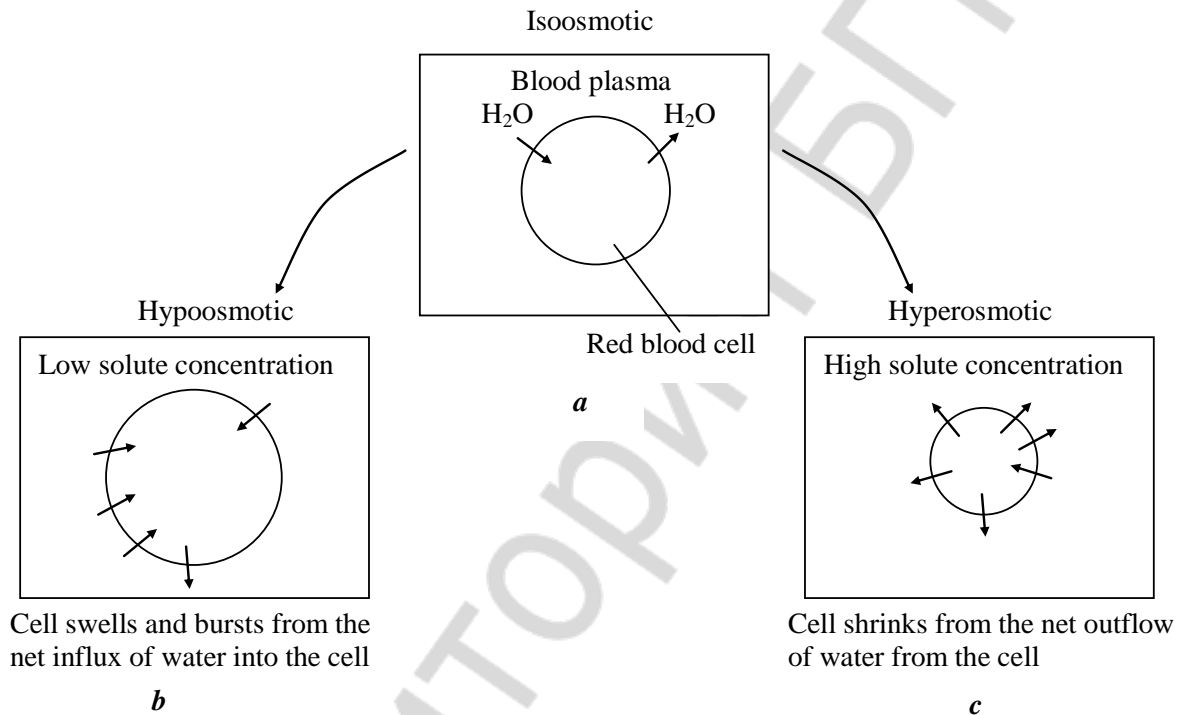 Isoosmotic
Blood plasma
H₂O H₂O
Red blood cell
a
Hypoosmotic
Low solute concentration
Cell swells and bursts from the
net influx of water into the cell
b
Hyperosmotic
High solute concentration
Cell shrinks from the net outflow
of water from the cell
c